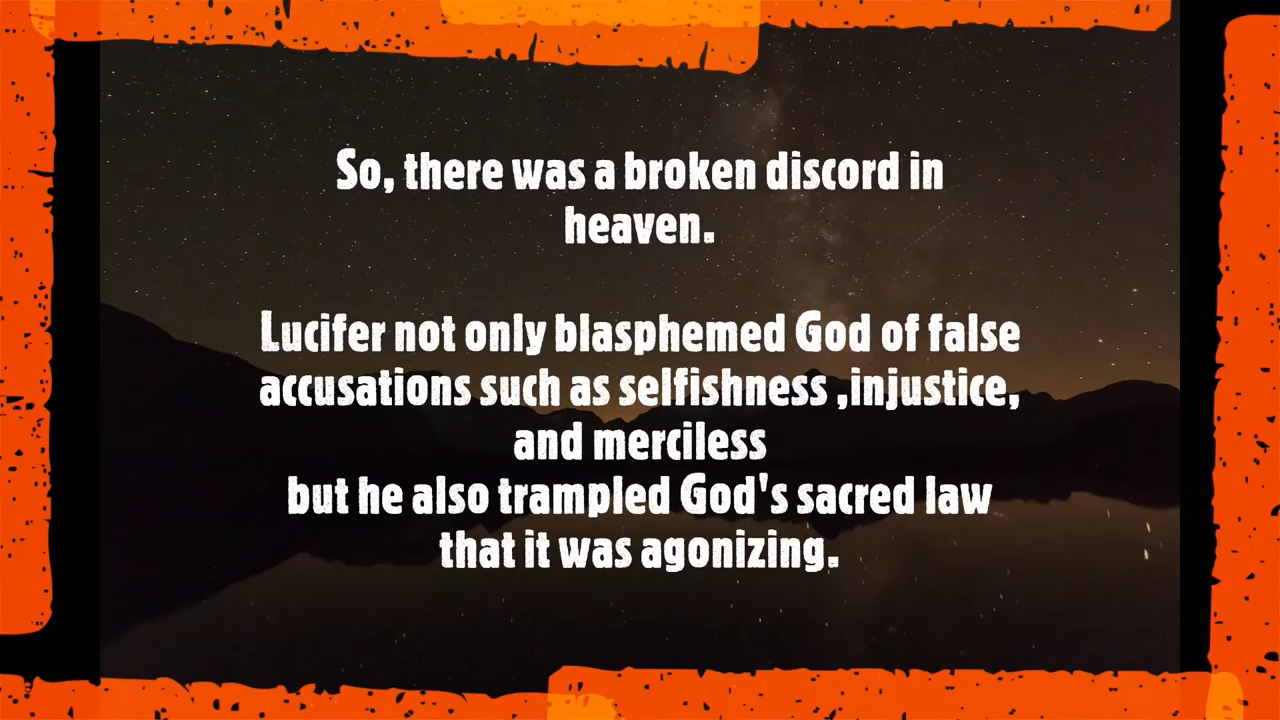 So, there was a broken discord in
heaven.
Lucifer not only blasphemed God of false
accusations such as selfishness ,injustice,
and merciless
but he also trampled God's sacred law
that it was agonizing.